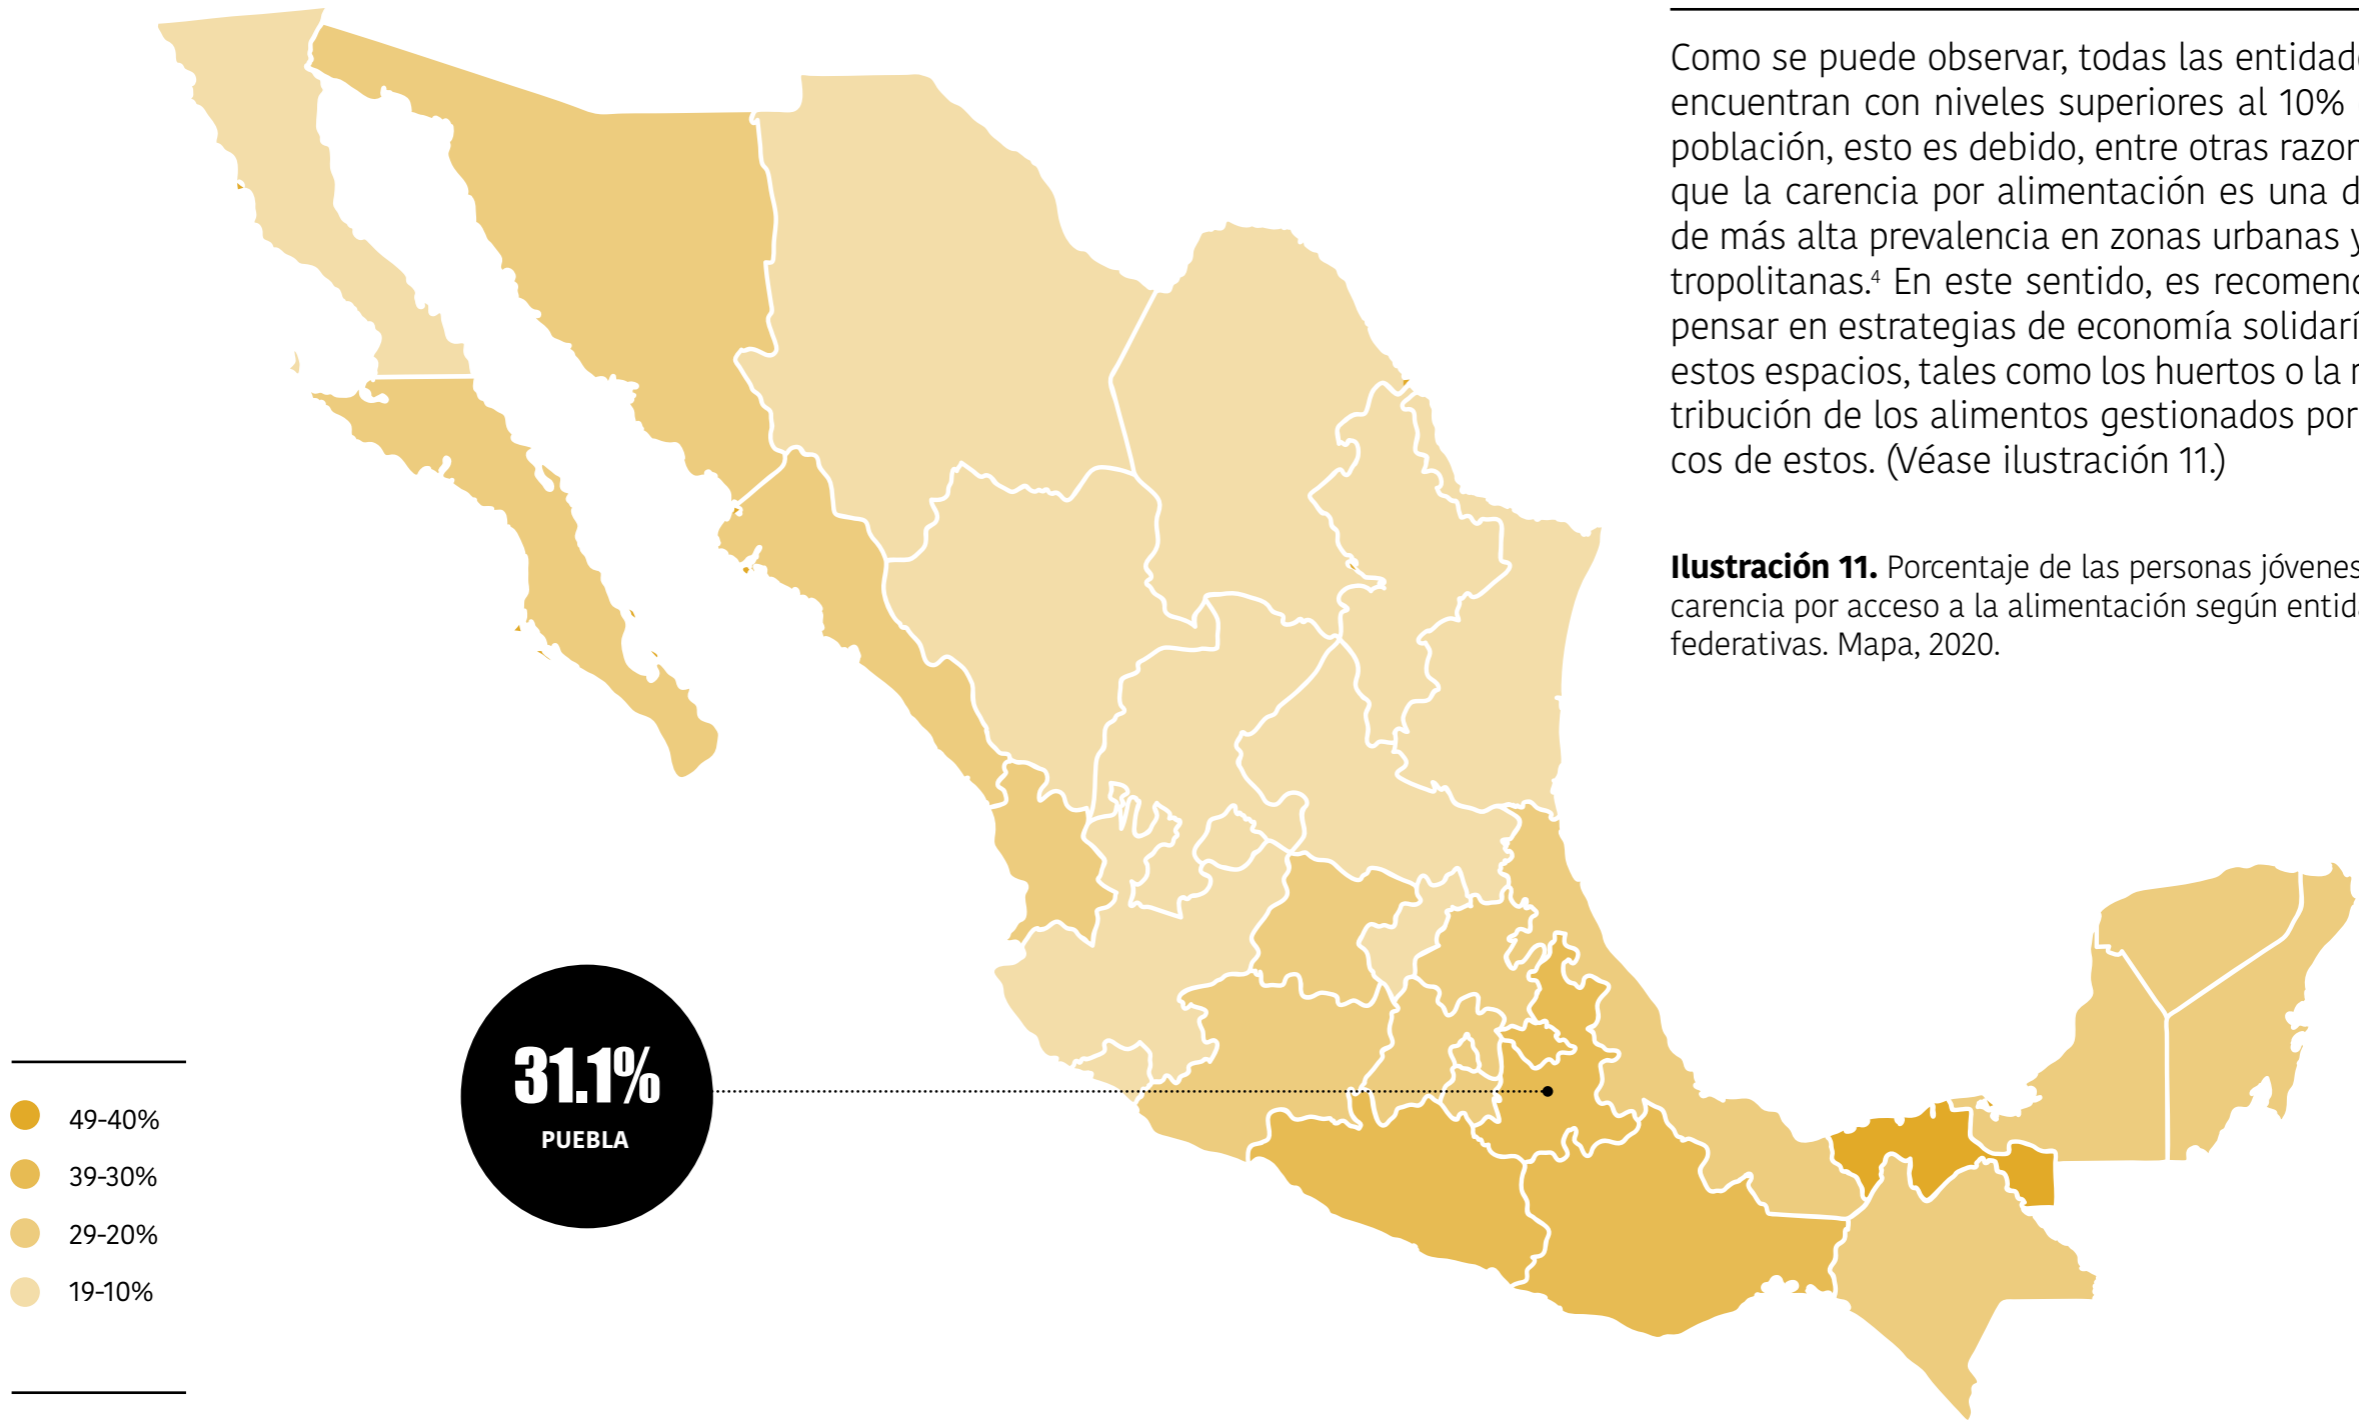 Como se puede observar, todas las entidade
encuentran con niveles superiores al 10%
población, esto es debido, entre otras razon
que la carencia por alimentación es una d
de más alta prevalencia en zonas urbanas y
tropolitanas.⁴ En este sentido, es recomend
pensar en estrategias de economía solidarí
estos espacios, tales como los huertos o la r
tribución de los alimentos gestionados por
cos de estos. (Véase ilustración 11.)
Ilustración 11. Porcentaje de las personas jóvenes
carencia por acceso a la alimentación según entida
federativas. Mapa, 2020.
31.1%
PUEBLA
49-40%
39-30%
29-20%
19-10%